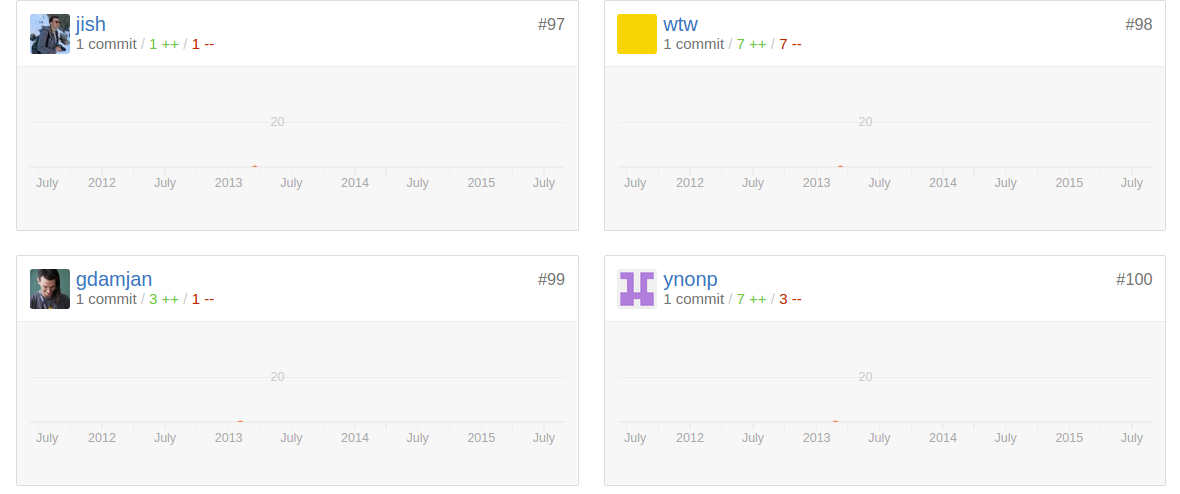 jish #97
1 commit / 1 ++ / 1 --
20
July 2012 July 2013 July 2014 July 2015 July
wtw #98
1 commit / 7 ++ / 7 --
20
July 2012 July 2013 July 2014 July 2015 July
gdamjan #99
1 commit / 3 ++ / 1 --
20
July 2012 July 2013 July 2014 July 2015 July
ynonp #100
1 commit / 7 ++ / 3 --
20
July 2012 July 2013 July 2014 July 2015 July